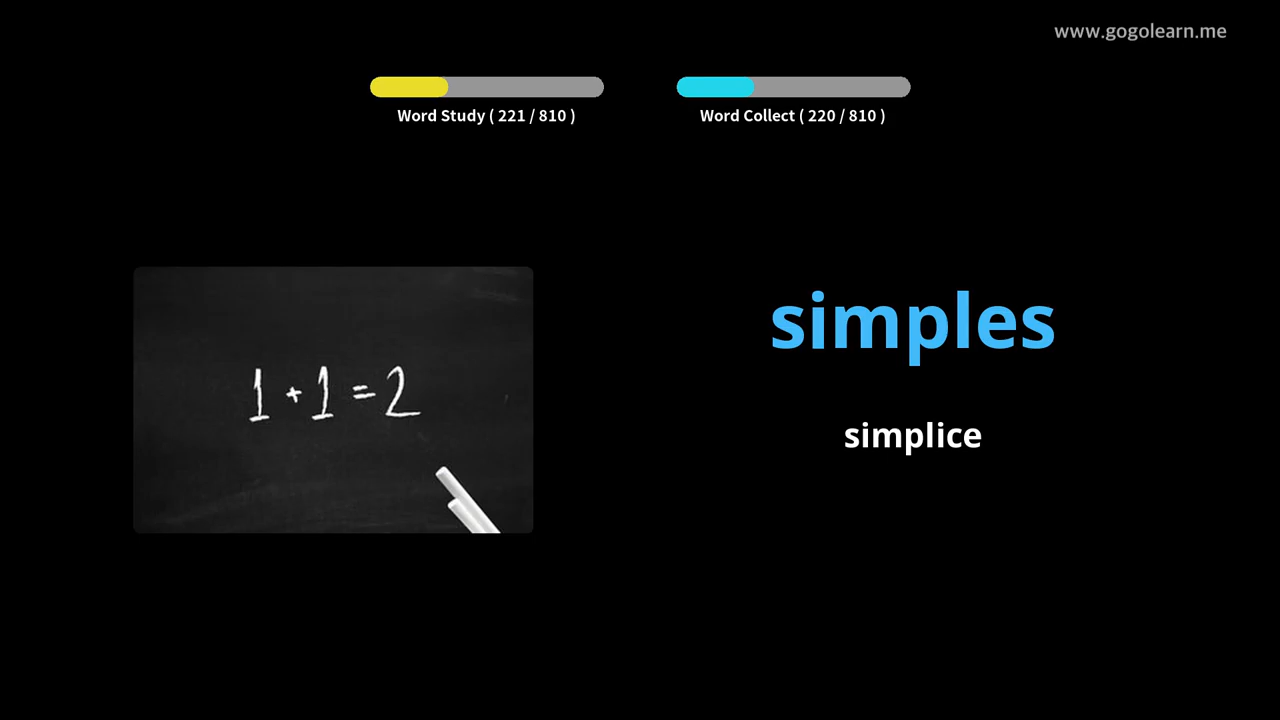 www.gogolearn.me
Word Study ( 221 / 810 )
Word Collect ( 220 / 810 )
1 + 1 = 2
simples
simplice